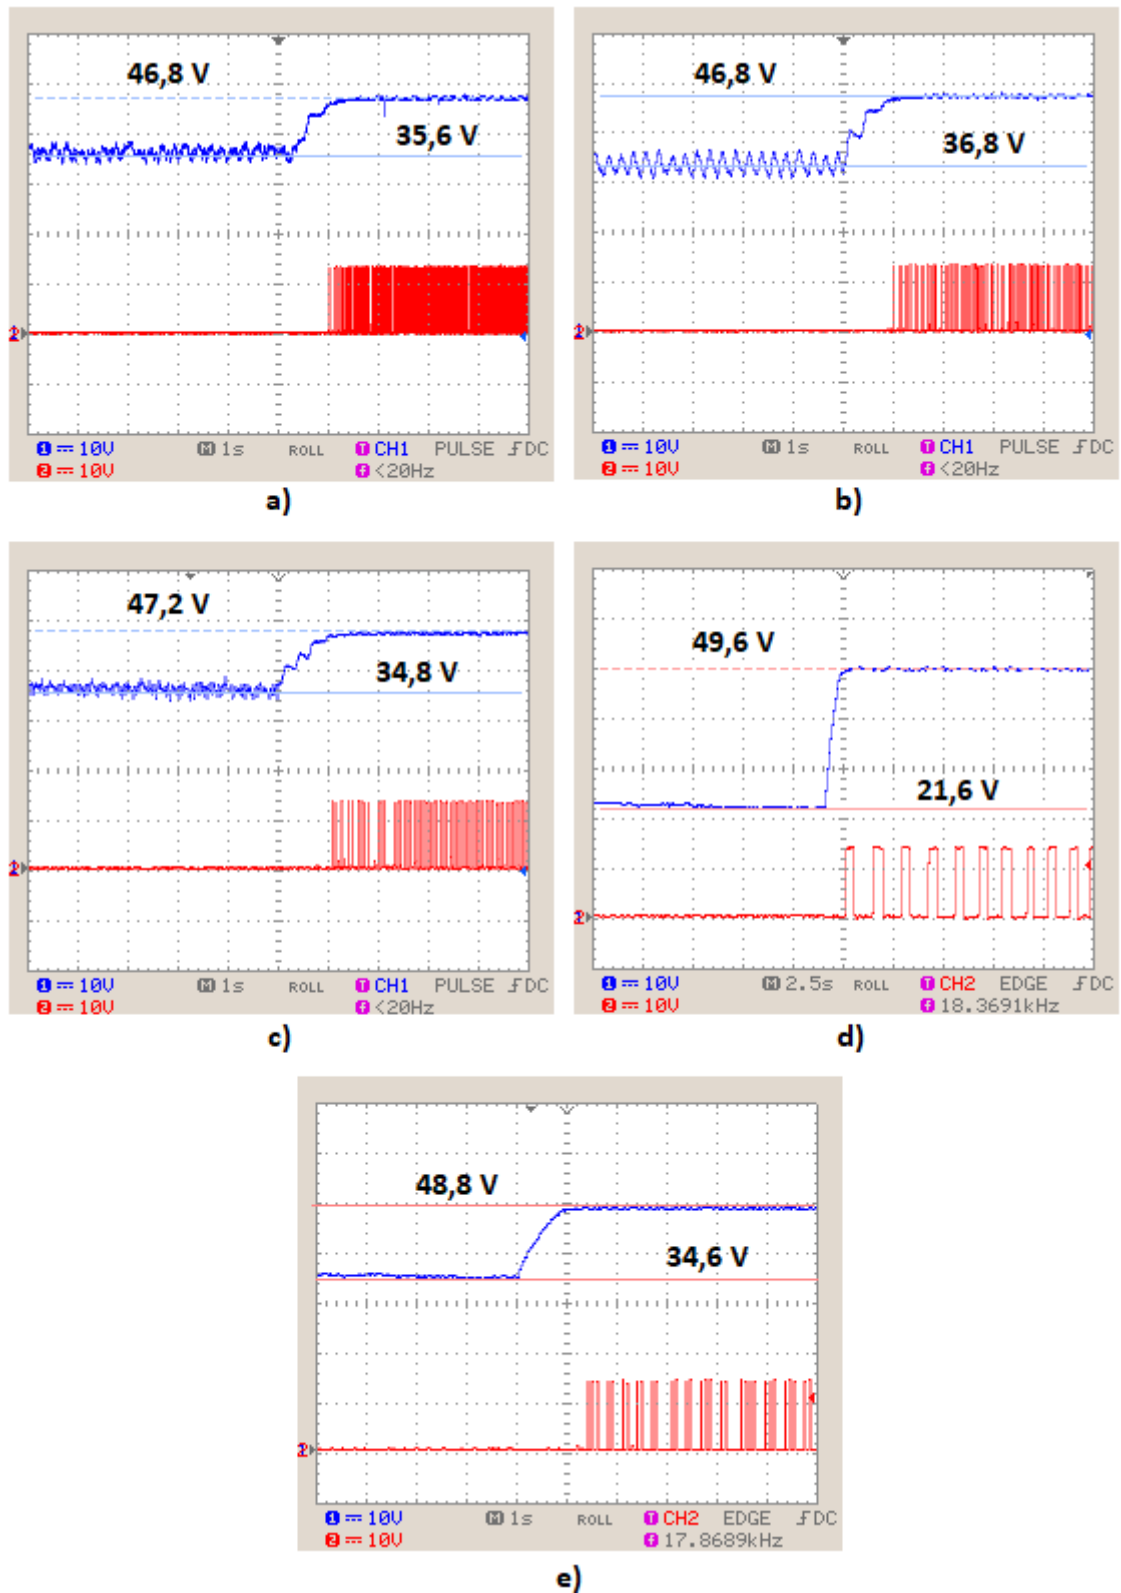 46,8 V
35,6 V
1 10V M 1s ROLL T CH1 PULSE DC
2 10V f <20Hz
a)
46,8 V
36,8 V
1 10V M 1s ROLL T CH1 PULSE DC
2 10V f <20Hz
b)
47,2 V
34,8 V
1 10V M 1s ROLL T CH1 PULSE DC
2 10V f <20Hz
c)
49,6 V
21,6 V
1 10V M 2.5s ROLL T CH2 EDGE DC
2 10V f 18.3691kHz
d)
48,8 V
34,6 V
1 10V M 1s ROLL T CH2 EDGE DC
2 10V f 17.8689kHz
e)